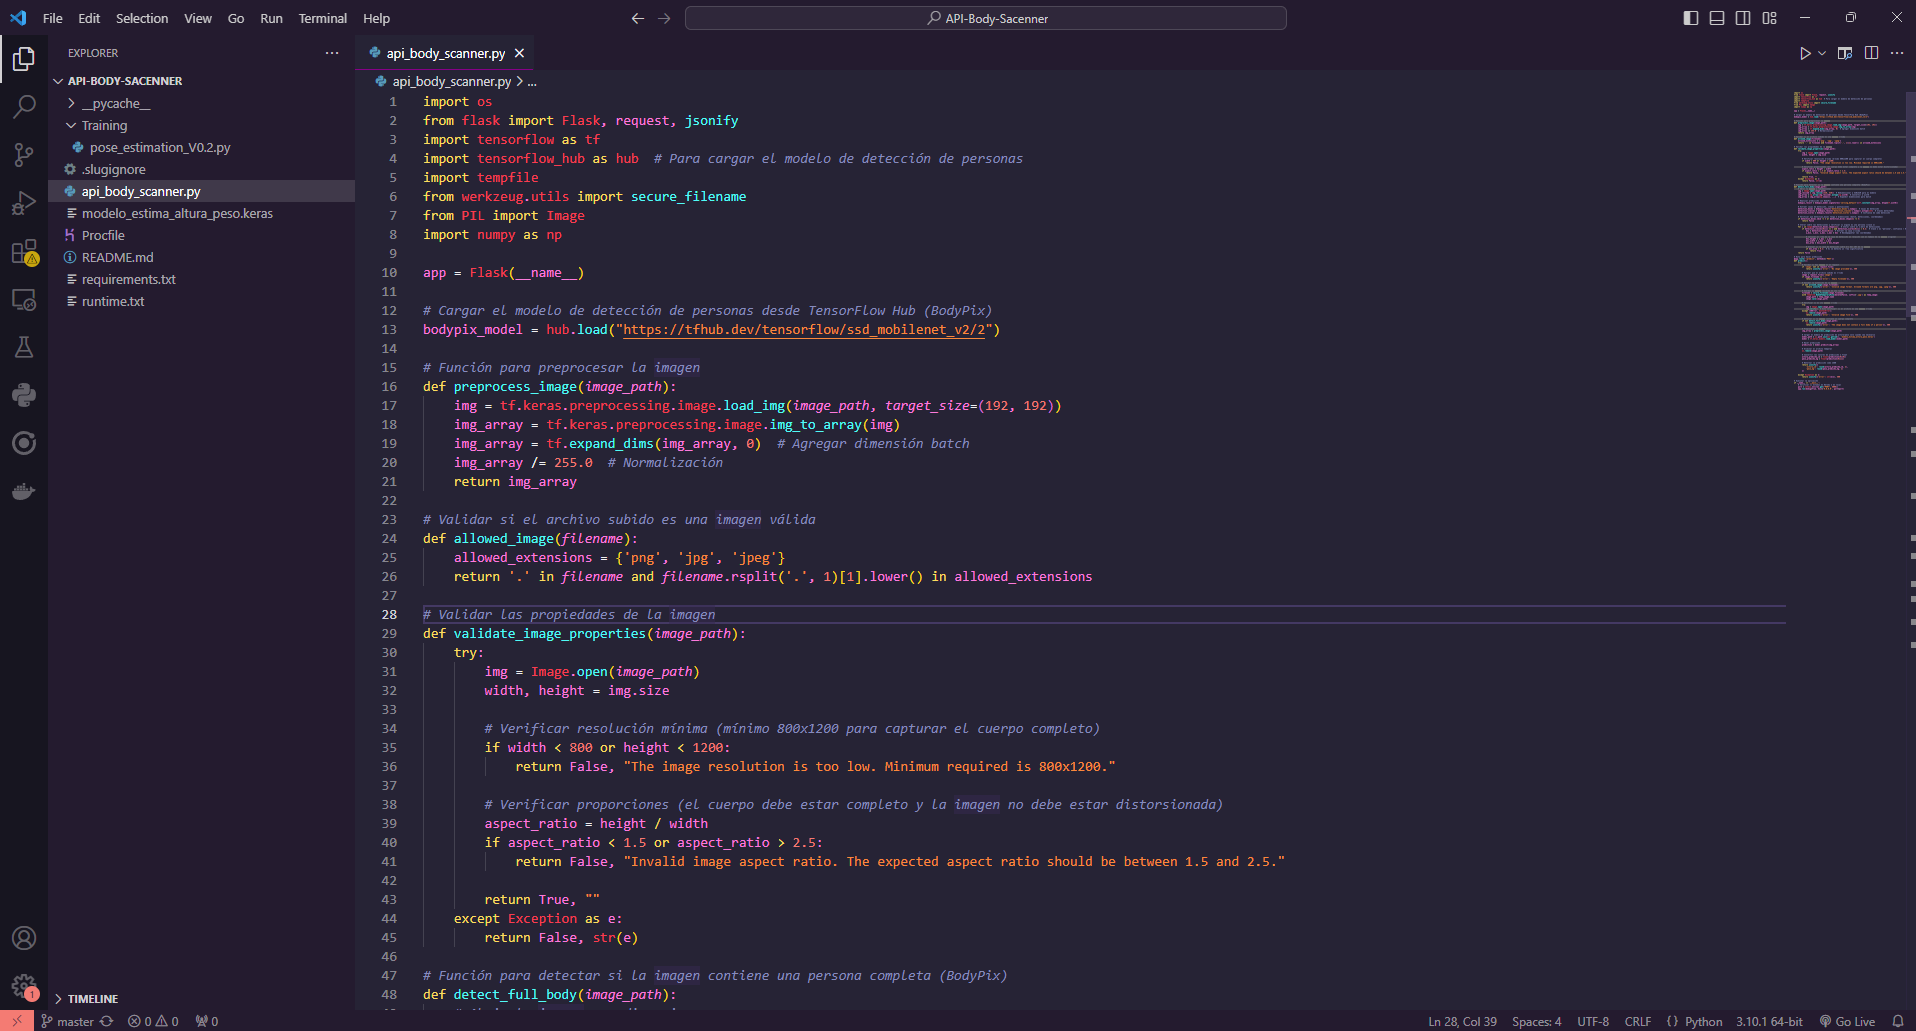 File Edit Selection View Go Run Terminal Help
API-Body-Sacenner
EXPLORER
API-BODY-SACENNER
__pycache__
Training
pose_estimation_V0.2.py
.slugignore
api_body_scanner.py
modelo_estima_altura_peso.keras
Procfile
README.md
requirements.txt
runtime.txt
TIMELINE
api_body_scanner.py
api_body_scanner.py > ...
1 import os
2 from flask import Flask, request, jsonify
3 import tensorflow as tf
4 import tensorflow_hub as hub  # Para cargar el modelo de detección de personas
5 import tempfile
6 from werkzeug.utils import secure_filename
7 from PIL import Image
8 import numpy as np
9
10 app = Flask(__name__)
11
12 # Cargar el modelo de detección de personas desde TensorFlow Hub (BodyPix)
13 bodypix_model = hub.load("https://tfhub.dev/tensorflow/ssd_mobilenet_v2/2")
14
15 # Función para preprocesar la imagen
16 def preprocess_image(image_path):
17     img = tf.keras.preprocessing.image.load_img(image_path, target_size=(192, 192))
18     img_array = tf.keras.preprocessing.image.img_to_array(img)
19     img_array = tf.expand_dims(img_array, 0)  # Agregar dimensión batch
20     img_array /= 255.0  # Normalización
21     return img_array
22
23 # Validar si el archivo subido es una imagen válida
24 def allowed_image(filename):
25     allowed_extensions = {'png', 'jpg', 'jpeg'}
26     return '.' in filename and filename.rsplit('.', 1)[1].lower() in allowed_extensions
27
28 # Validar las propiedades de la imagen
29 def validate_image_properties(image_path):
30     try:
31         img = Image.open(image_path)
32         width, height = img.size
33
34         # Verificar resolución mínima (mínimo 800x1200 para capturar el cuerpo completo)
35         if width < 800 or height < 1200:
36             return False, "The image resolution is too low. Minimum required is 800x1200."
37
38         # Verificar proporciones (el cuerpo debe estar completo y la imagen no debe estar distorsionada)
39         aspect_ratio = height / width
40         if aspect_ratio < 1.5 or aspect_ratio > 2.5:
41             return False, "Invalid image aspect ratio. The expected aspect ratio should be between 1.5 and 2.5."
42
43         return True, ""
44     except Exception as e:
45         return False, str(e)
46
47 # Función para detectar si la imagen contiene una persona completa (BodyPix)
48 def detect_full_body(image_path):
1
master 0 0 0 Ln 28, Col 39 Spaces: 4 UTF-8 CRLF {} Python 3.10.1 64-bit Go Live